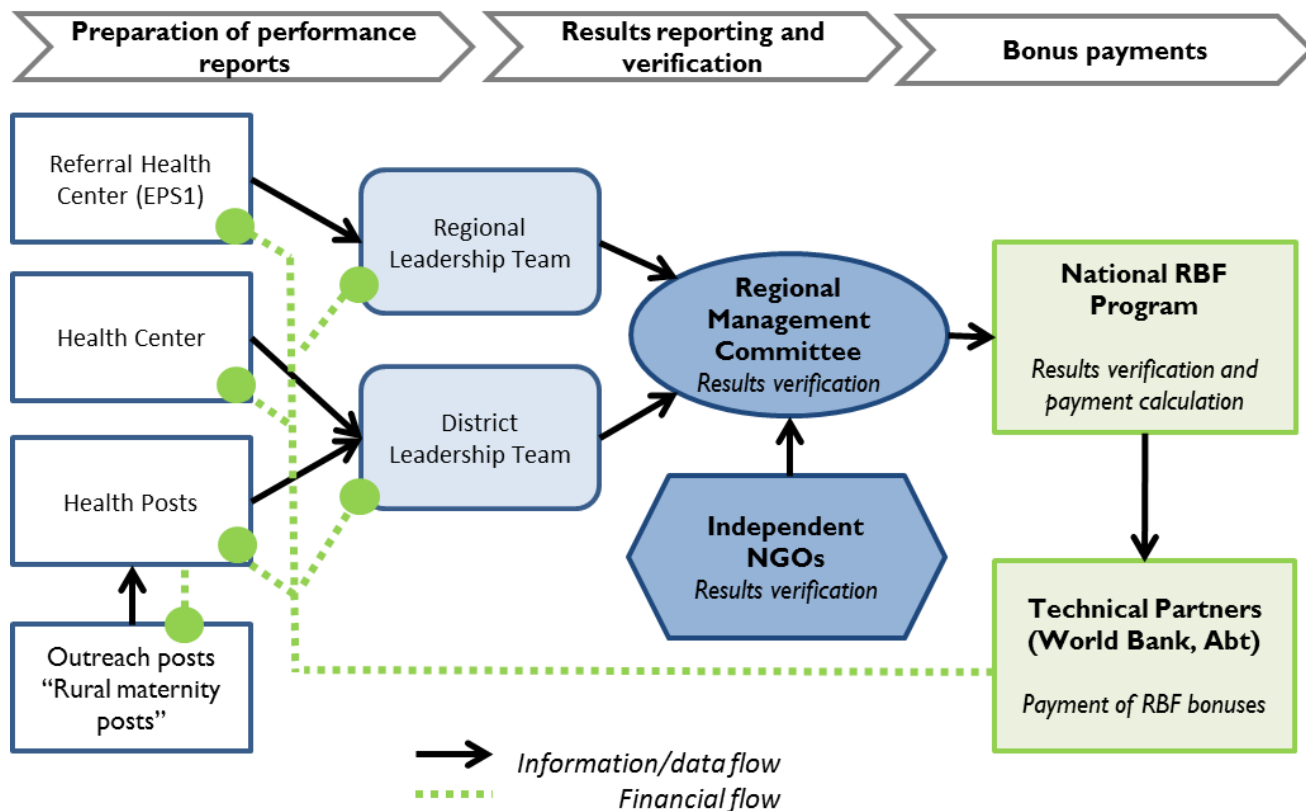 Preparation of performance
reports
Results reporting and
verification
Bonus payments
Referral Health
Center (EPS1)
Health Center
Health Posts
Outreach posts
“Rural maternity
posts”
Regional
Leadership Team
District
Leadership Team
Regional
Management
Committee
Results verification
Independent
NGOs
Results verification
National RBF
Program
Results verification and
payment calculation
Technical Partners
(World Bank, Abt)
Payment of RBF bonuses
Information/data flow
Financial flow